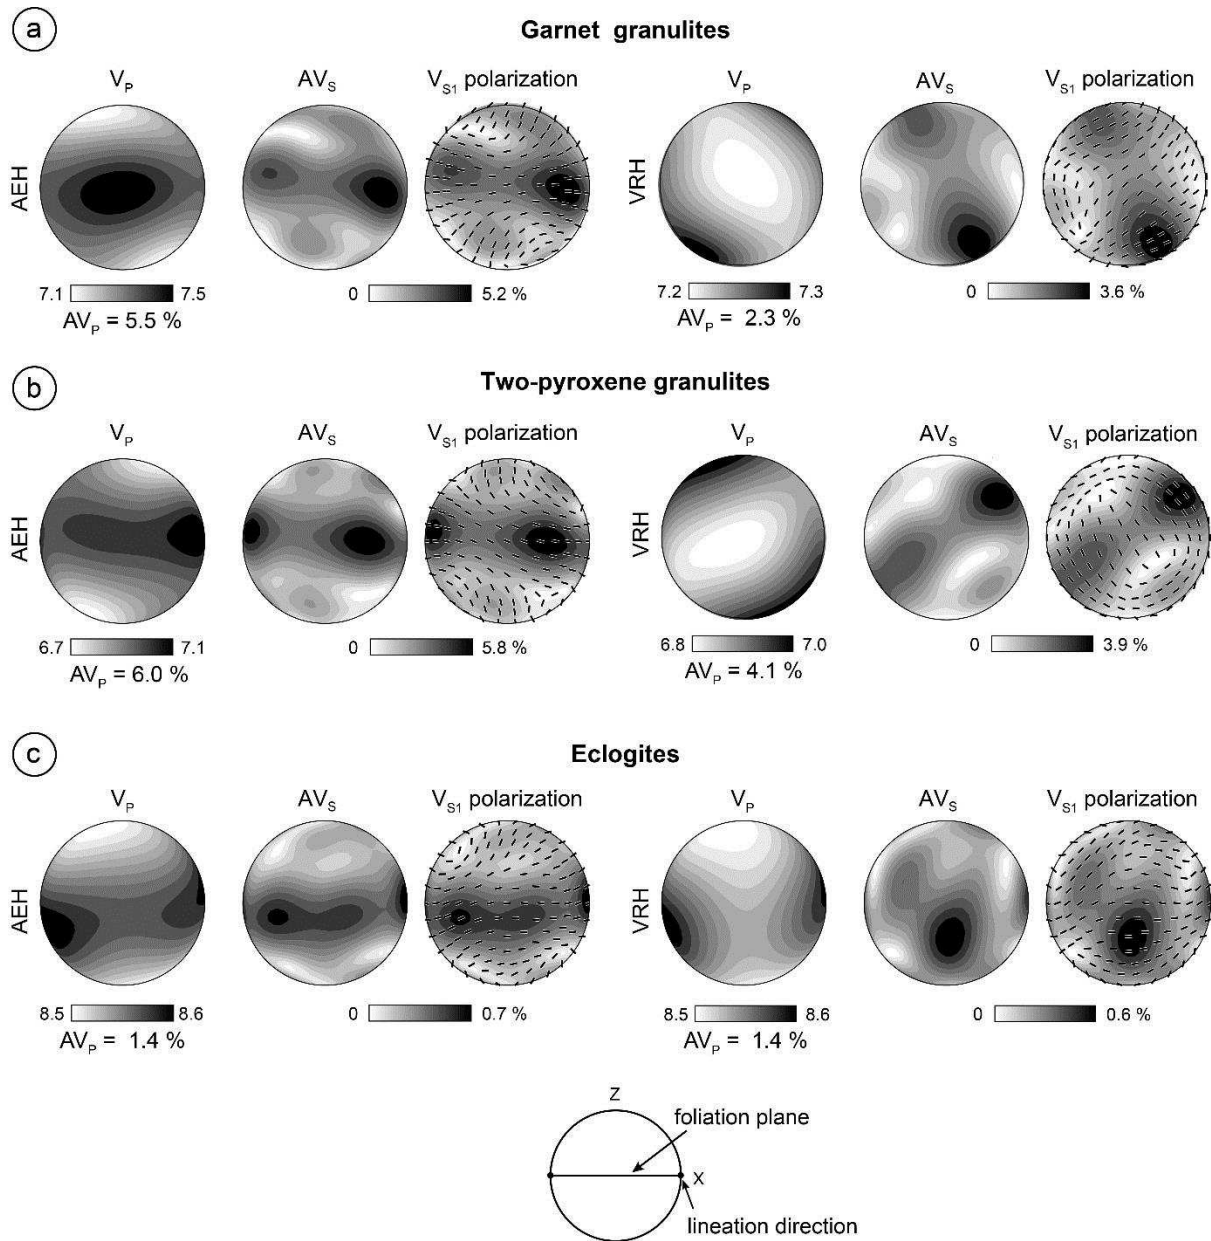 a
Garnet granulites
V_P AV_S V_S1 polarization V_P AV_S V_S1 polarization
AEH VRH
7.1 7.5 0 5.2 % 7.2 7.3 0 3.6 %
AV_P = 5.5 % AV_P = 2.3 %
b
Two-pyroxene granulites
V_P AV_S V_S1 polarization V_P AV_S V_S1 polarization
AEH VRH
6.7 7.1 0 5.8 % 6.8 7.0 0 3.9 %
AV_P = 6.0 % AV_P = 4.1 %
c
Eclogites
V_P AV_S V_S1 polarization V_P AV_S V_S1 polarization
AEH VRH
8.5 8.6 0 0.7 % 8.5 8.6 0 0.6 %
AV_P = 1.4 % AV_P = 1.4 %
Z
foliation plane
X
lineation direction